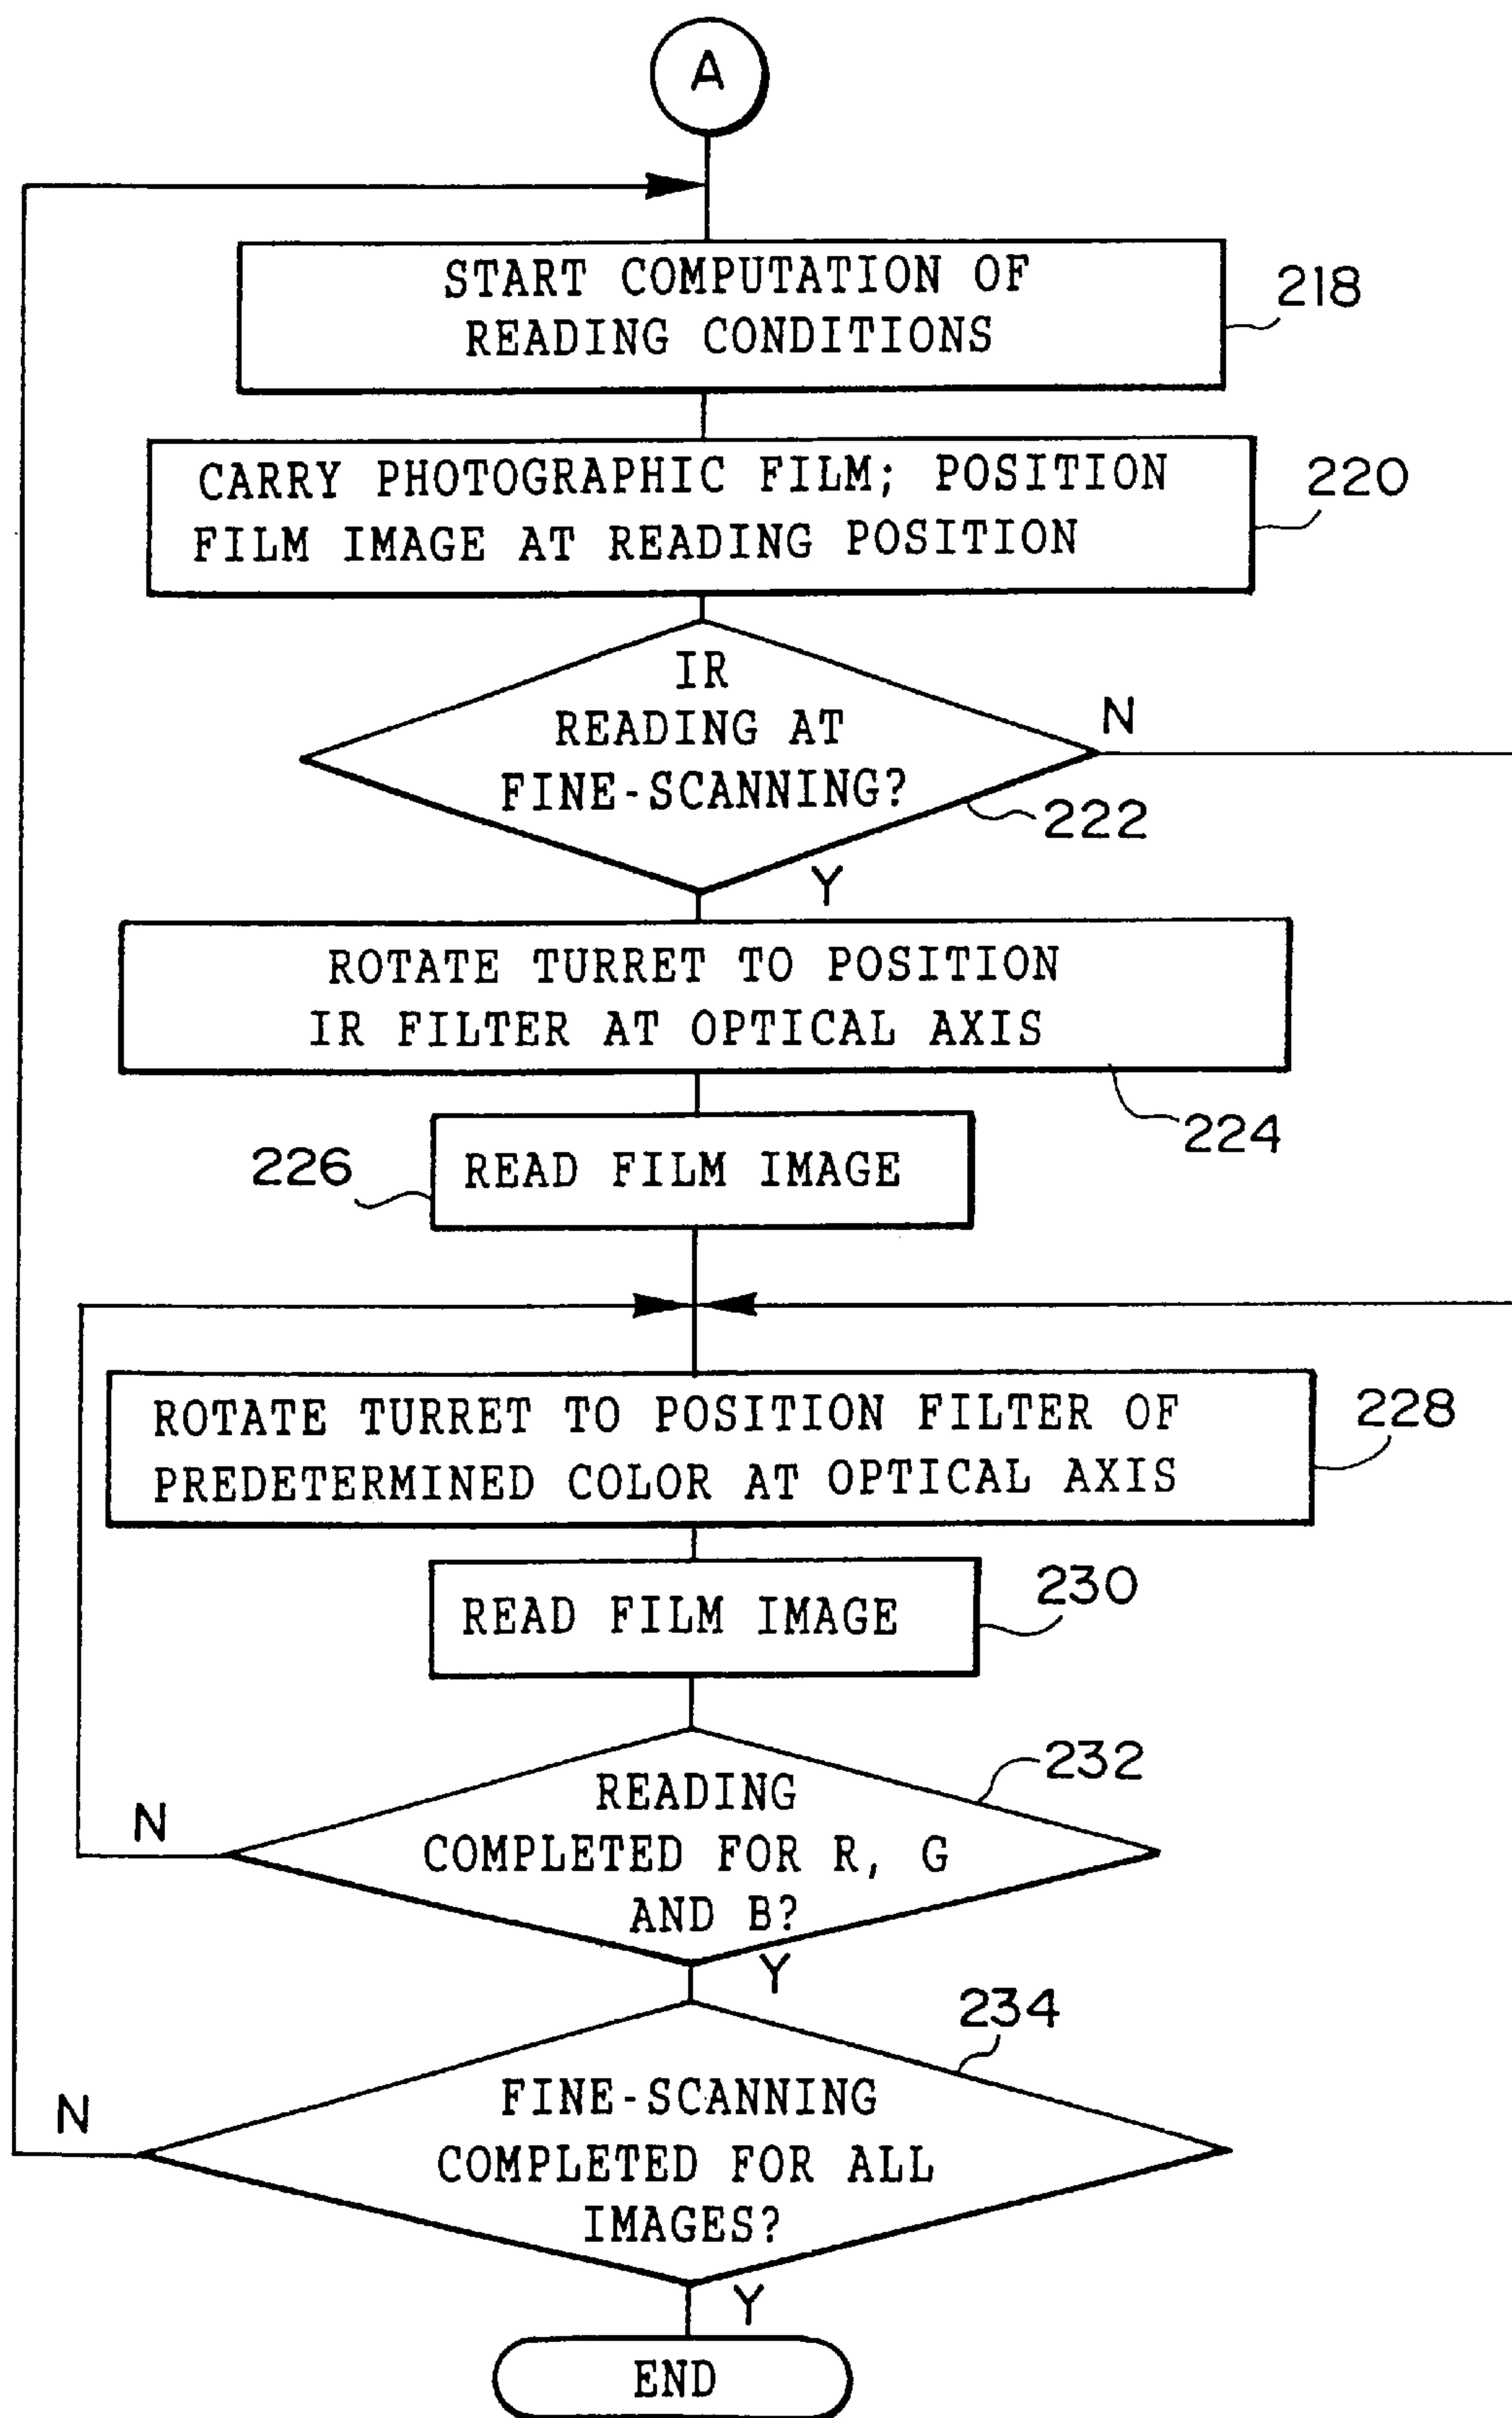 A
START COMPUTATION OF
READING CONDITIONS
218
CARRY PHOTOGRAPHIC FILM; POSITION
FILM IMAGE AT READING POSITION
220
IR
READING AT
FINE-SCANNING?
N
222
Y
ROTATE TURRET TO POSITION
IR FILTER AT OPTICAL AXIS
224
226
READ FILM IMAGE
ROTATE TURRET TO POSITION FILTER OF
PREDETERMINED COLOR AT OPTICAL AXIS
228
READ FILM IMAGE
230
232
READING
COMPLETED FOR R, G
AND B?
N
Y
234
FINE-SCANNING
COMPLETED FOR ALL
IMAGES?
N
Y
END